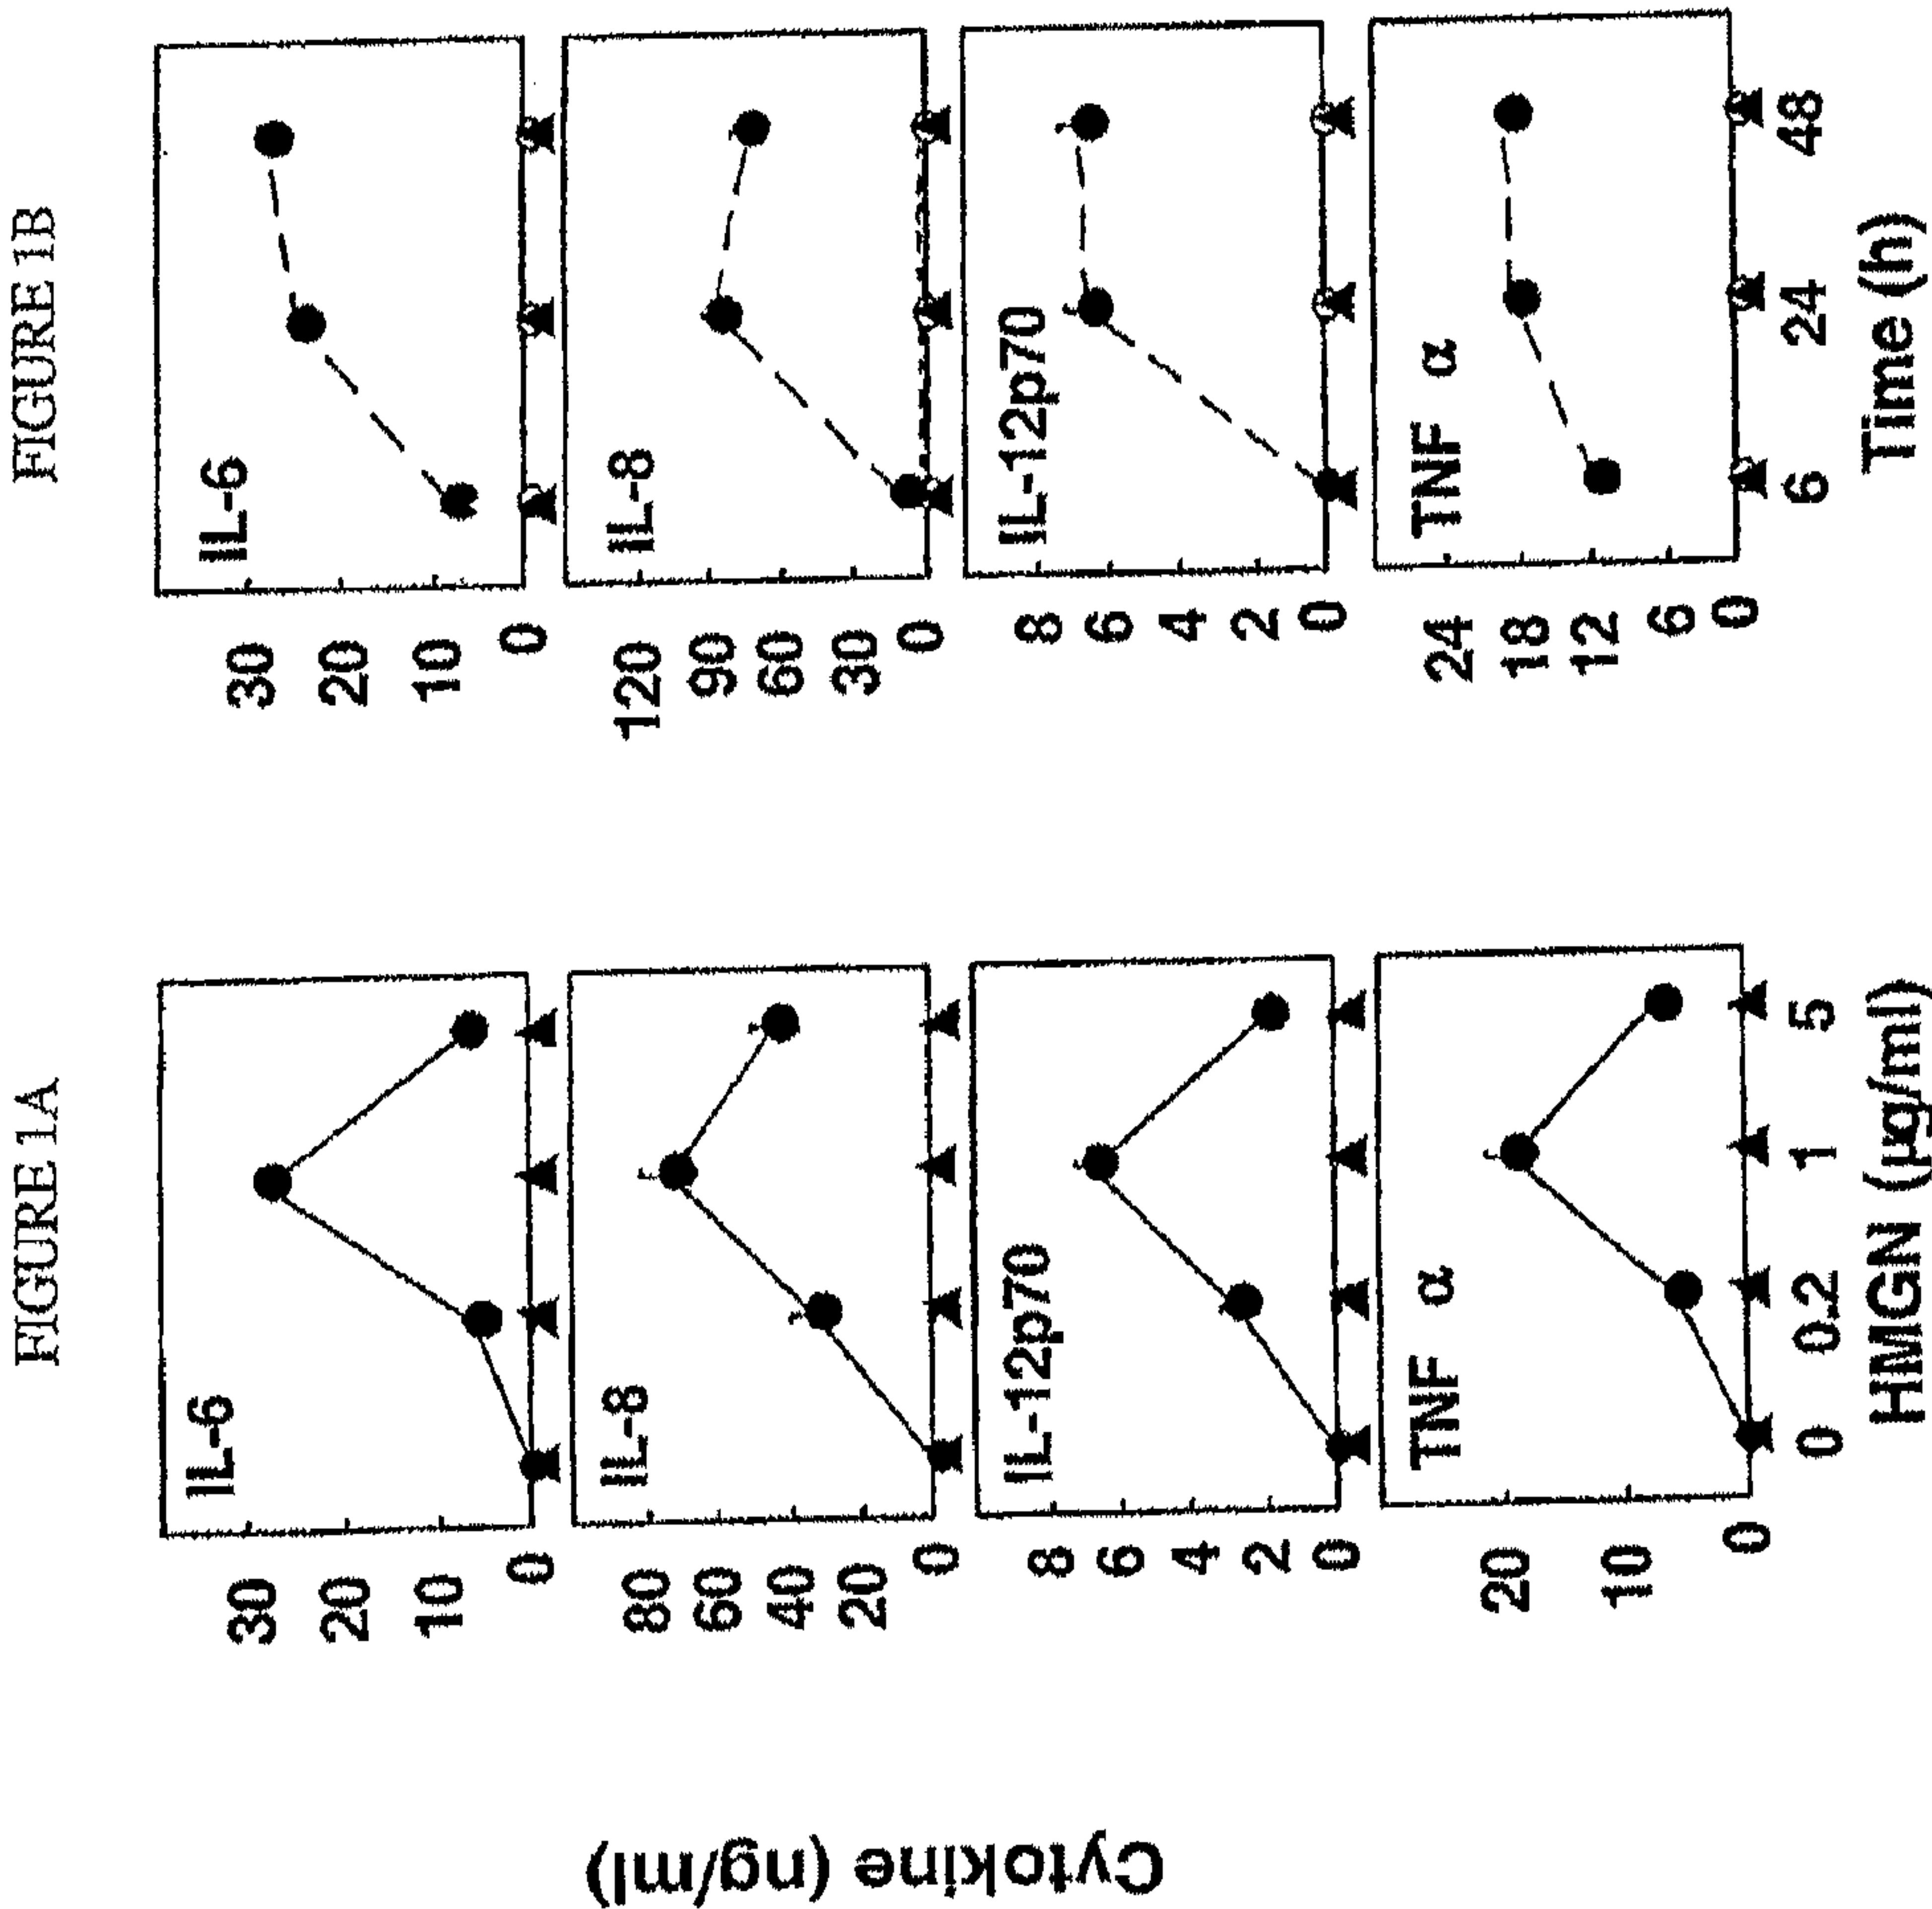 FIGURE 1A
IL-6
30
20
10
0
IL-8
80
60
40
20
0
IL-12p70
8
6
4
2
0
TNF α
20
10
0
0 0.2 1 5
HMGN (µg/ml)
Cytokine (ng/ml)
FIGURE 1B
IL-6
30
20
10
0
IL-8
120
90
60
30
0
IL-12p70
8
6
4
2
0
TNF α
24
18
12
6
0
6 24 48
Time (h)